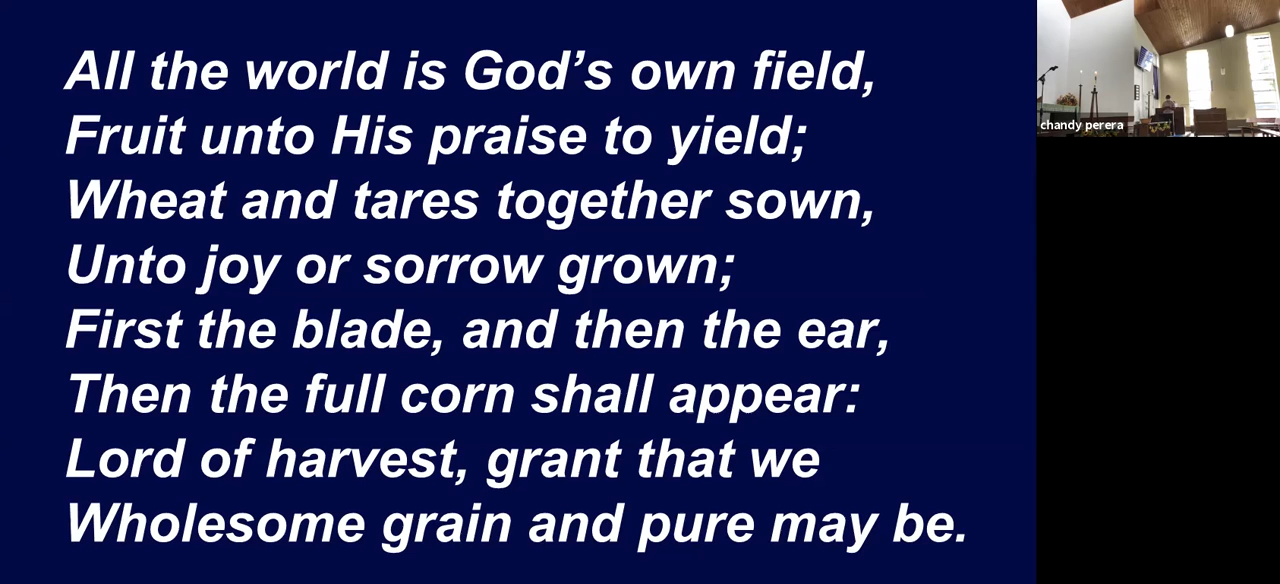 All the world is God’s own field,
Fruit unto His praise to yield;
Wheat and tares together sown,
Unto joy or sorrow grown;
First the blade, and then the ear,
Then the full corn shall appear:
Lord of harvest, grant that we
Wholesome grain and pure may be.
chandy perera